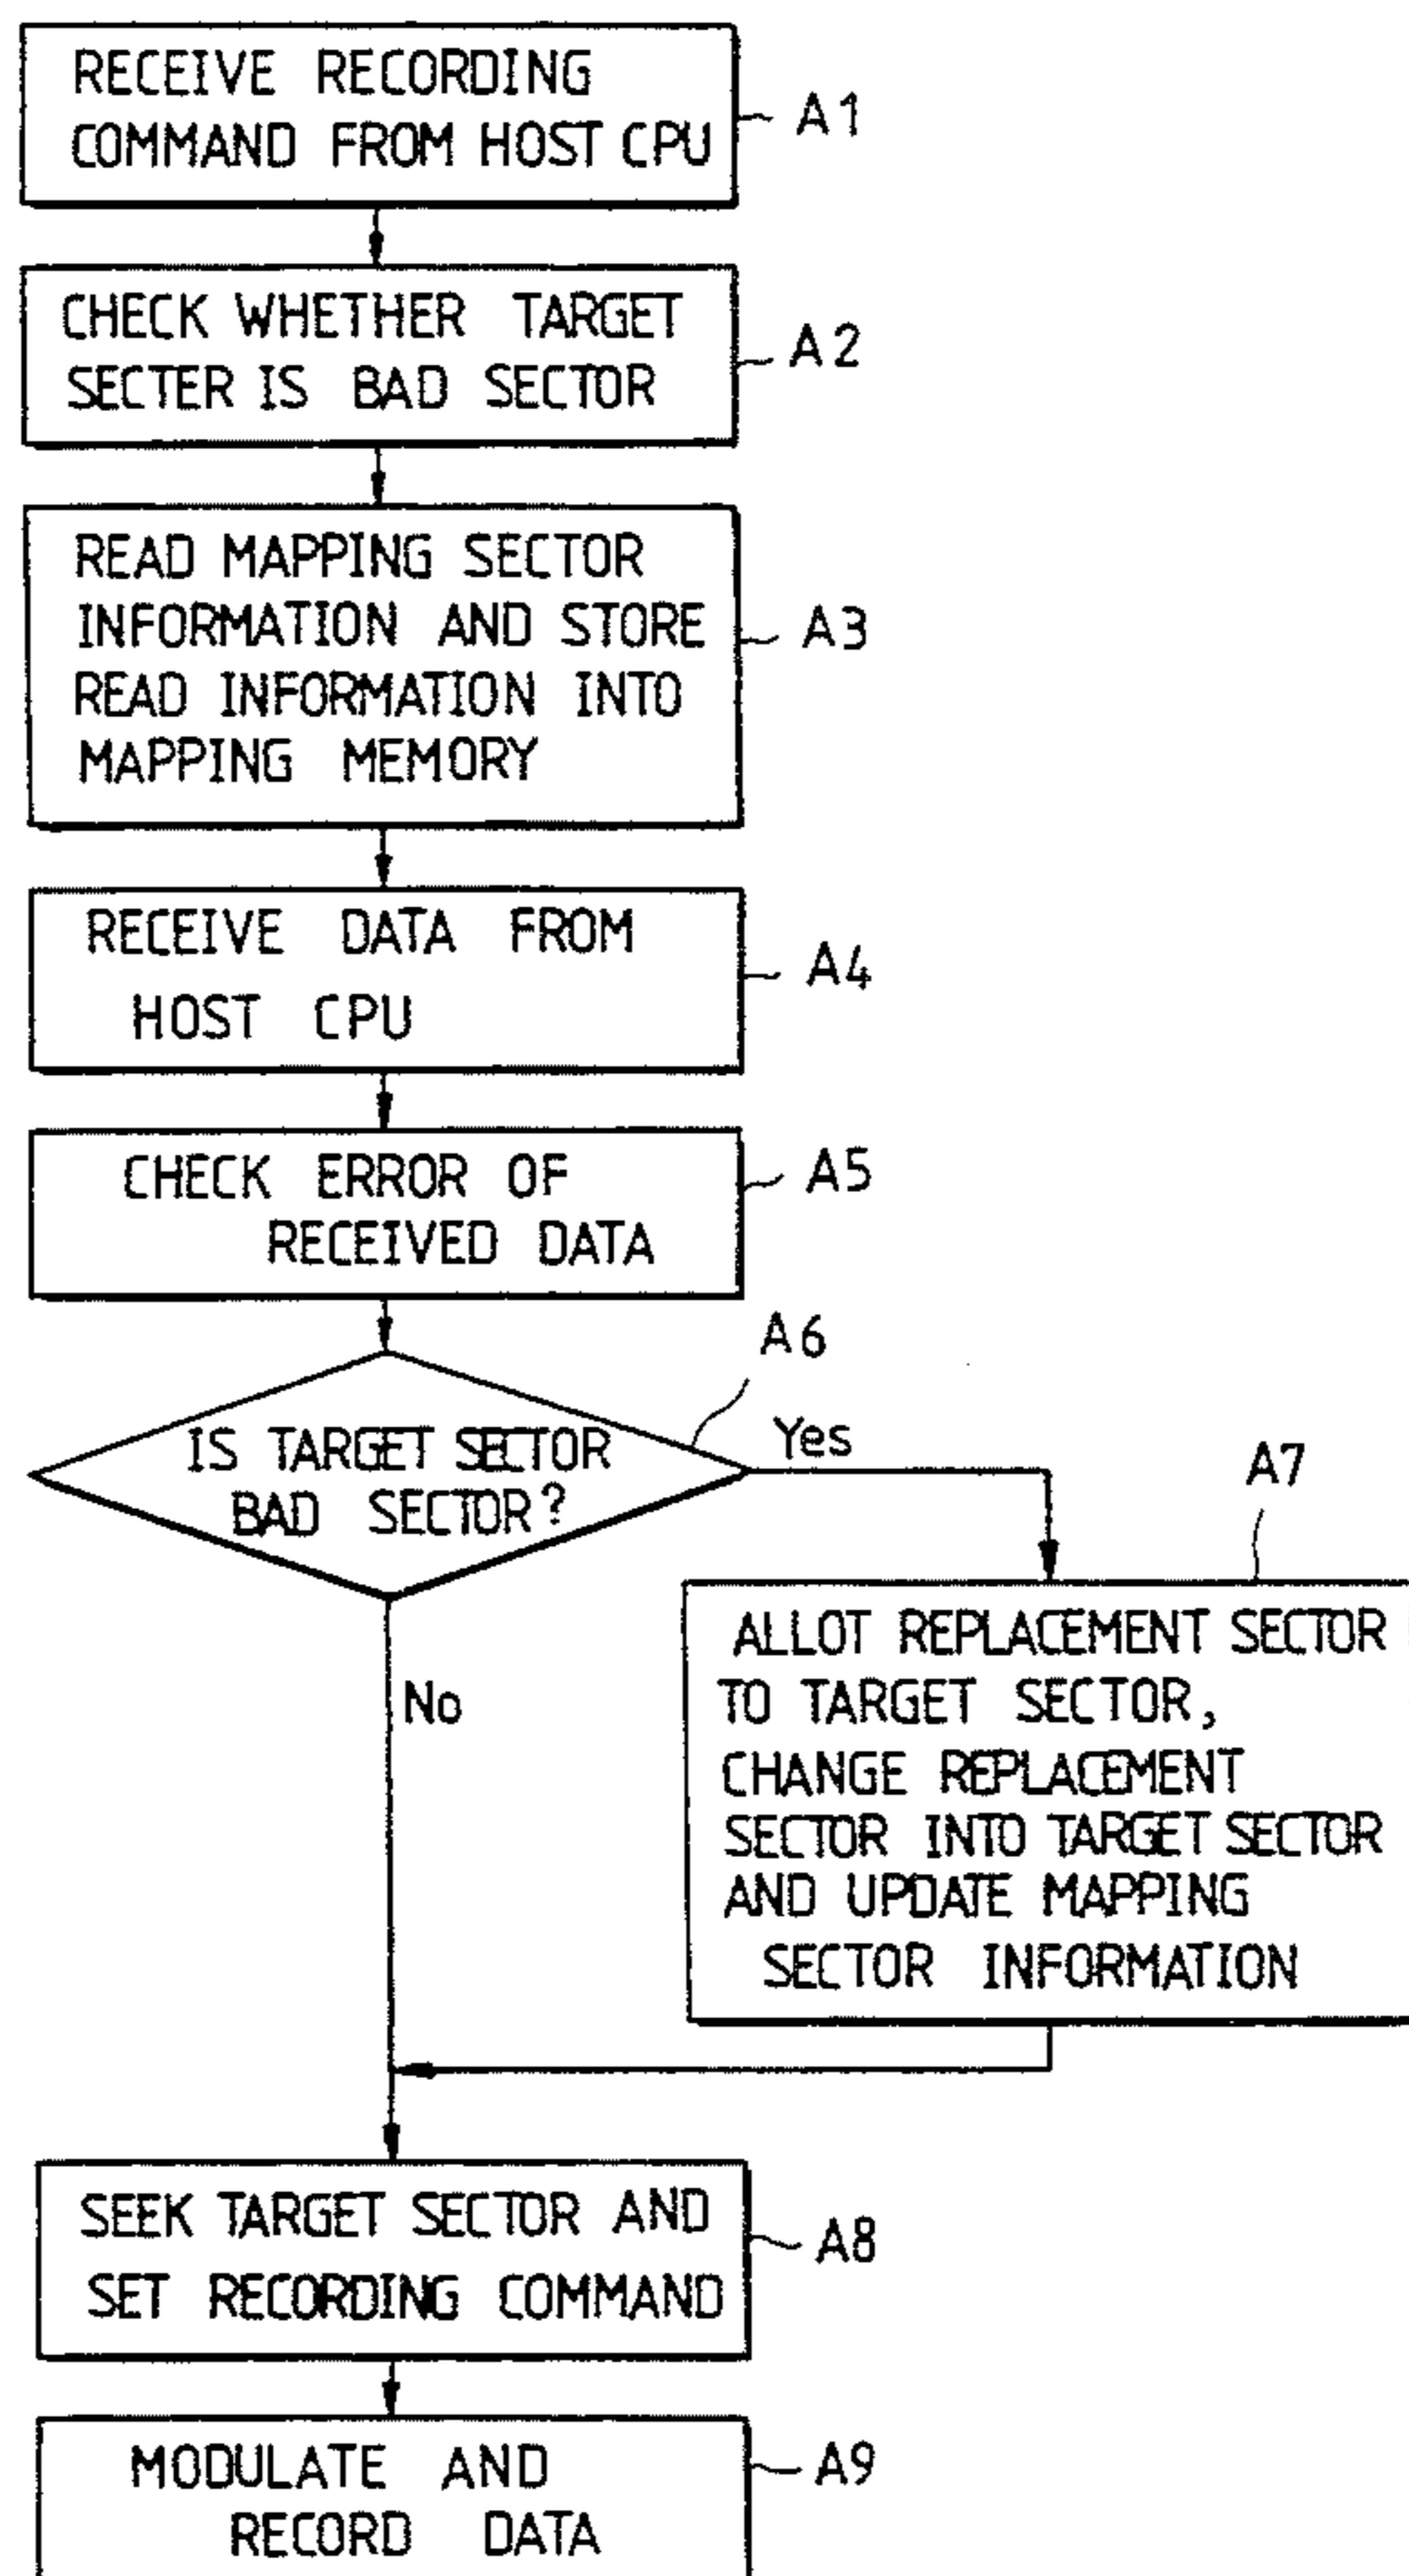 RECEIVE RECORDING
COMMAND FROM HOST CPU
A1
CHECK WHETHER TARGET
SECTER IS BAD SECTOR
A2
READ MAPPING SECTOR
INFORMATION AND STORE
READ INFORMATION INTO
MAPPING MEMORY
A3
RECEIVE DATA FROM
HOST CPU
A4
CHECK ERROR OF
RECEIVED DATA
A5
A6
IS TARGET SECTOR
BAD SECTOR?
Yes
No
A7
ALLOT REPLACEMENT SECTOR
TO TARGET SECTOR,
CHANGE REPLACEMENT
SECTOR INTO TARGET SECTOR
AND UPDATE MAPPING
SECTOR INFORMATION
SEEK TARGET SECTOR AND
SET RECORDING COMMAND
A8
MODULATE AND
RECORD DATA
A9